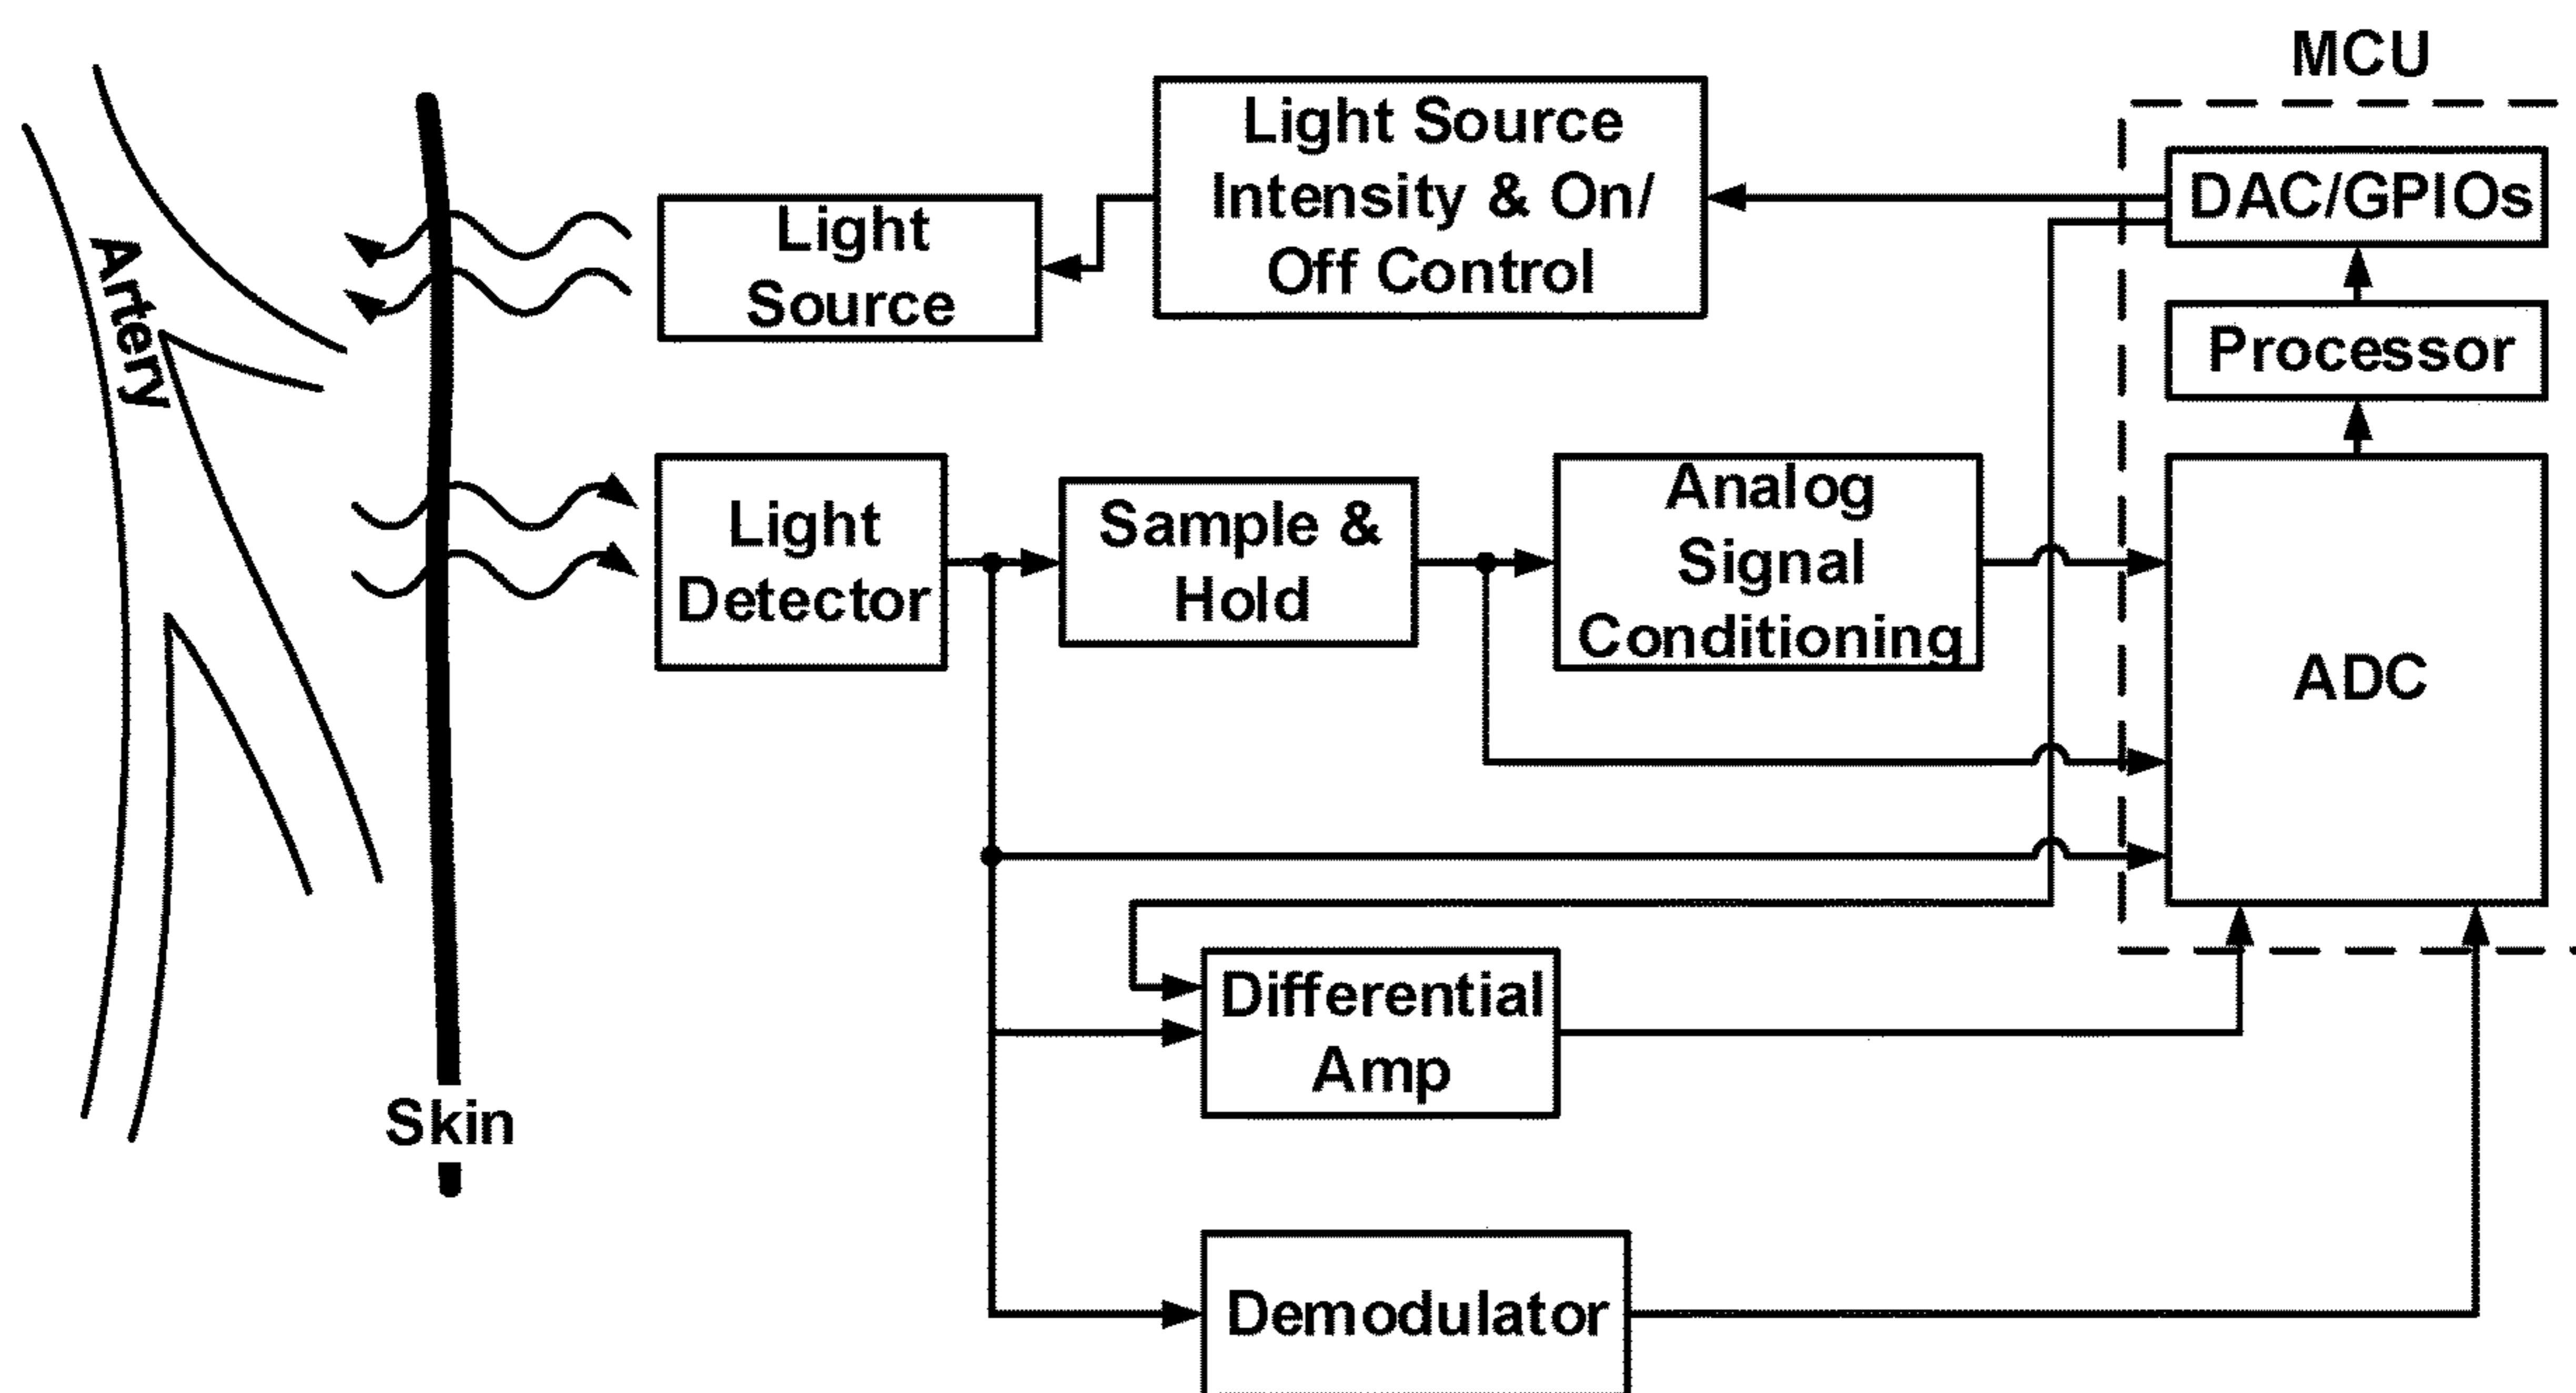 MCU
Light Source
Intensity & On/
Off Control
DAC/GPIOs
Light
Source
Artery
Processor
Light
Detector
Sample &
Hold
Analog
Signal
Conditioning
ADC
Differential
Amp
Skin
Demodulator